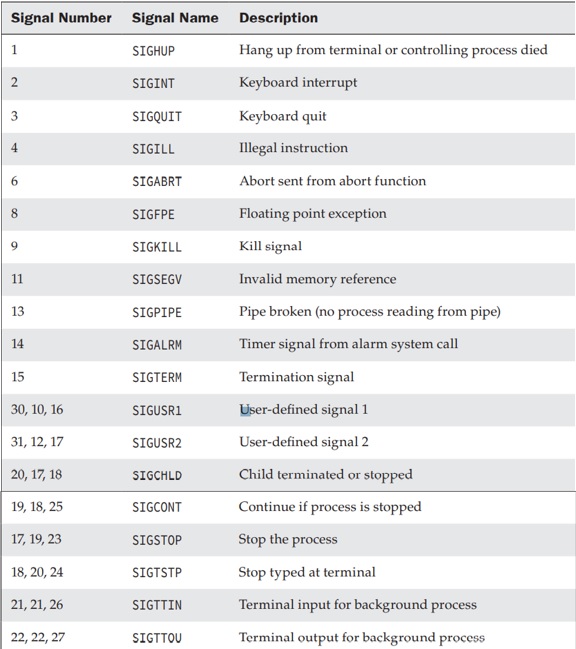 Signal Number Signal Name Description
1 SIGHUP Hang up from terminal or controlling process died
2 SIGINT Keyboard interrupt
3 SIGQUIT Keyboard quit
4 SIGILL Illegal instruction
6 SIGABRT Abort sent from abort function
8 SIGFPE Floating point exception
9 SIGKILL Kill signal
11 SIGSEGV Invalid memory reference
13 SIGPIPE Pipe broken (no process reading from pipe)
14 SIGALRM Timer signal from alarm system call
15 SIGTERM Termination signal
30, 10, 16 SIGUSR1 User-defined signal 1
31, 12, 17 SIGUSR2 User-defined signal 2
20, 17, 18 SIGCHLD Child terminated or stopped
19, 18, 25 SIGCONT Continue if process is stopped
17, 19, 23 SIGSTOP Stop the process
18, 20, 24 SIGTSTP Stop typed at terminal
21, 21, 26 SIGTTIN Terminal input for background process
22, 22, 27 SIGTTOU Terminal output for background process